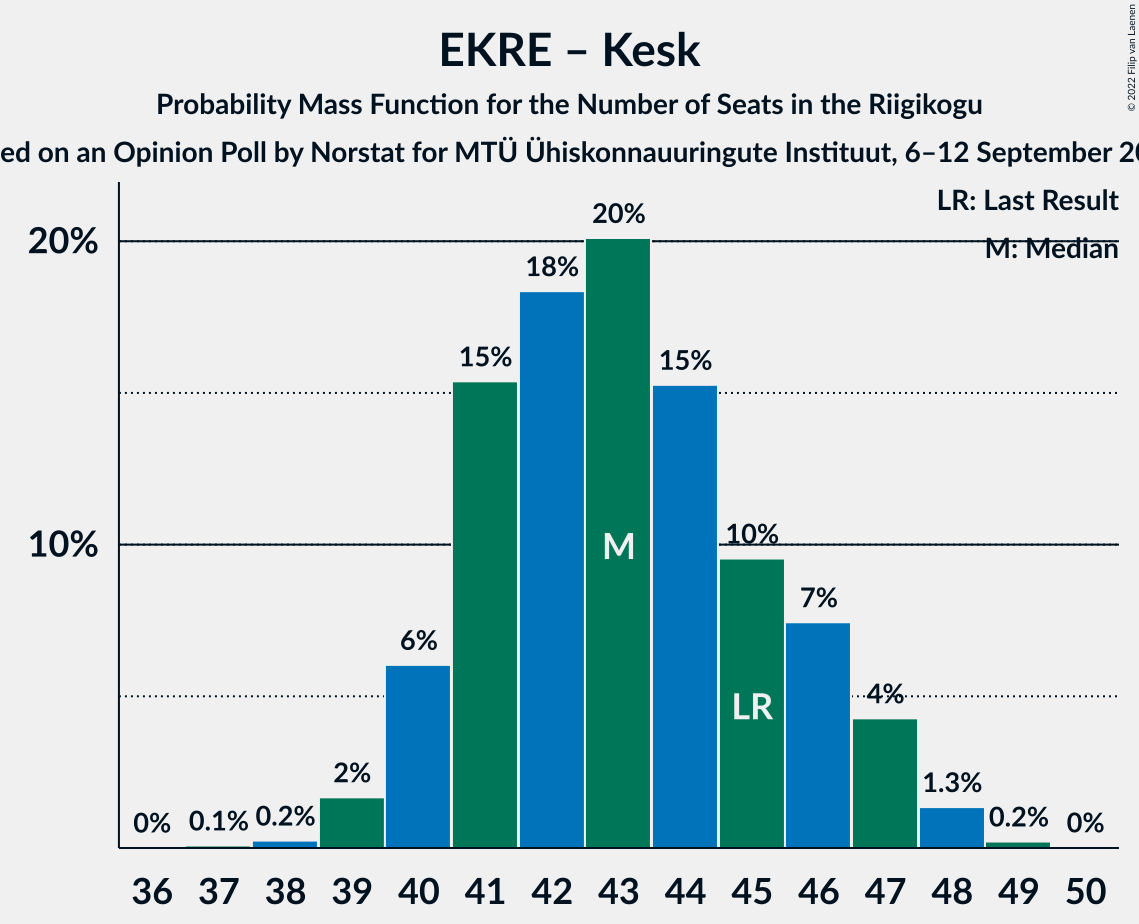 EKRE – Kesk
Probability Mass Function for the Number of Seats in the Riigikogu
ed on an Opinion Poll by Norstat for MTÜ Ühiskonnauuringute Instituut, 6–12 September 20
© 2022 Filip van Laenen
LR: Last Result
M: Median
20%
10%
0%
0.1%
0.2%
2%
6%
15%
18%
20%
15%
10%
7%
4%
1.3%
0.2%
0%
M
LR
36 37 38 39 40 41 42 43 44 45 46 47 48 49 50